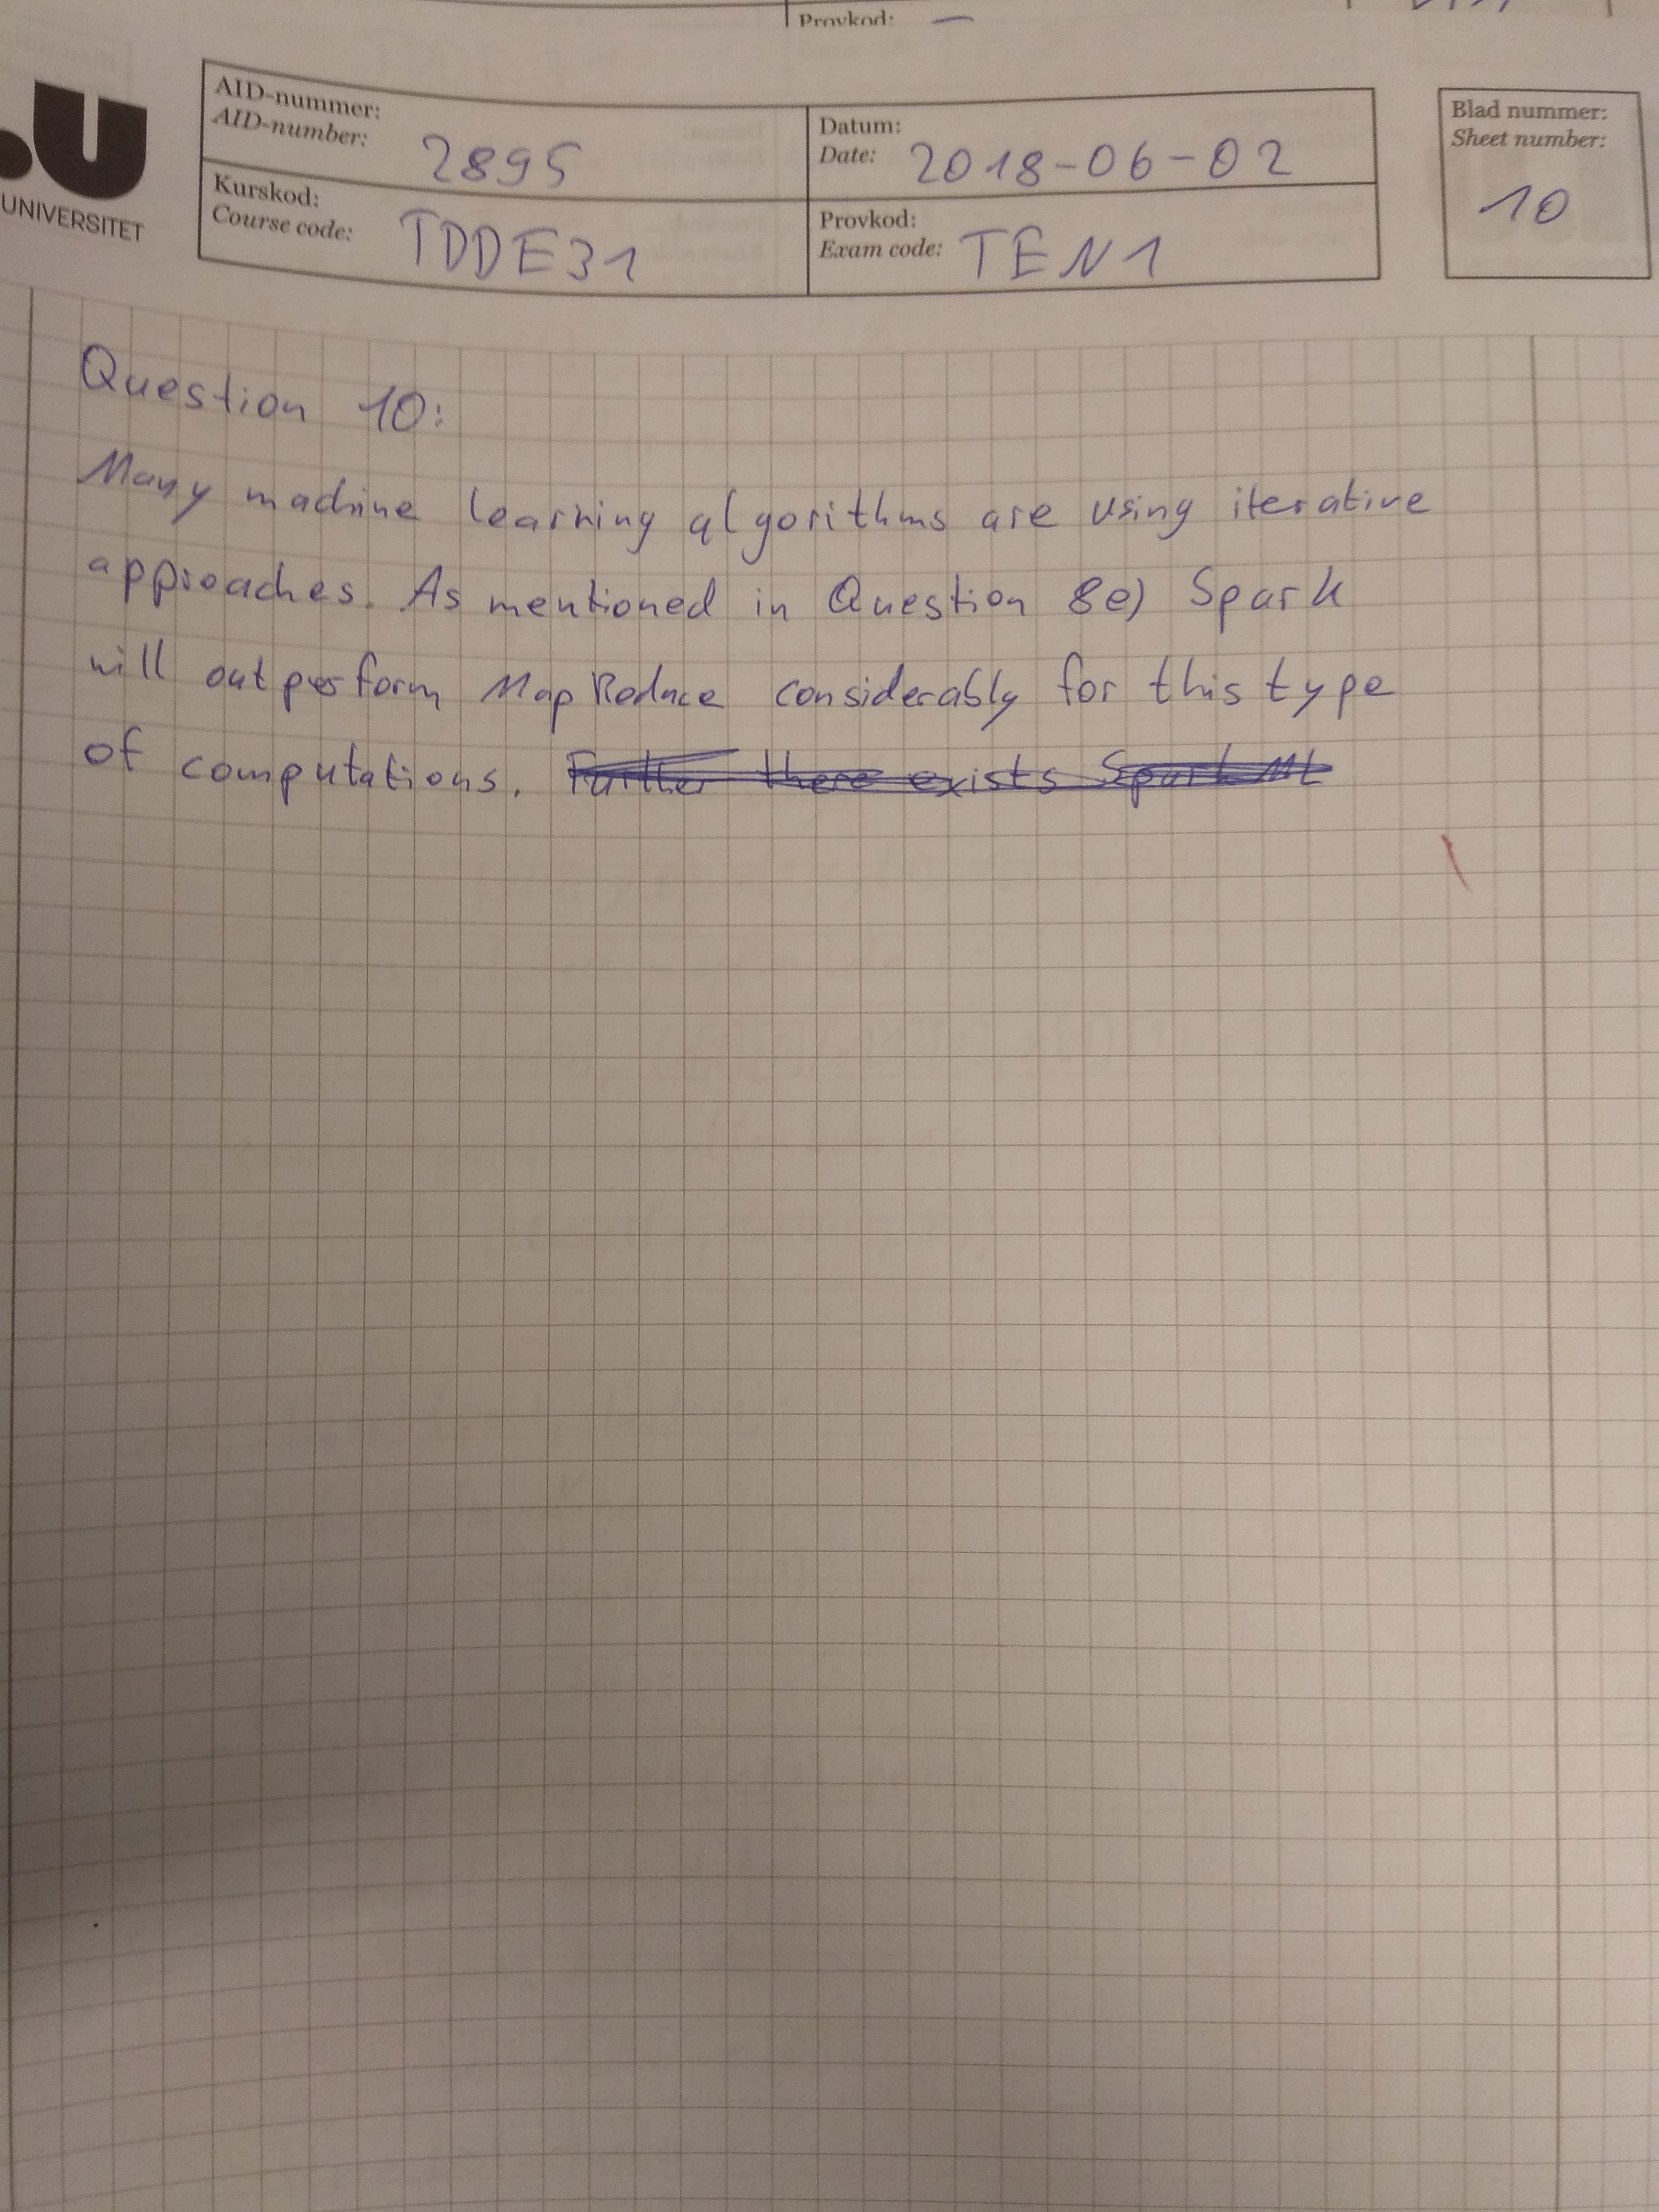 Provkod: —
AID-nummer:
AID-number: 2895
Datum:
Date: 2018-06-02
Blad nummer:
Sheet number:
10
Kurskod:
Course code: TDDE31
Provkod:
Exam code: TEN1
U
UNIVERSITET
Question 10:
Many machine learning algorithms are using iterative
approaches. As mentioned in Question 8e) Spark
will outperform MapReduce considerably for this type
of computations. Further there exists Spark ML